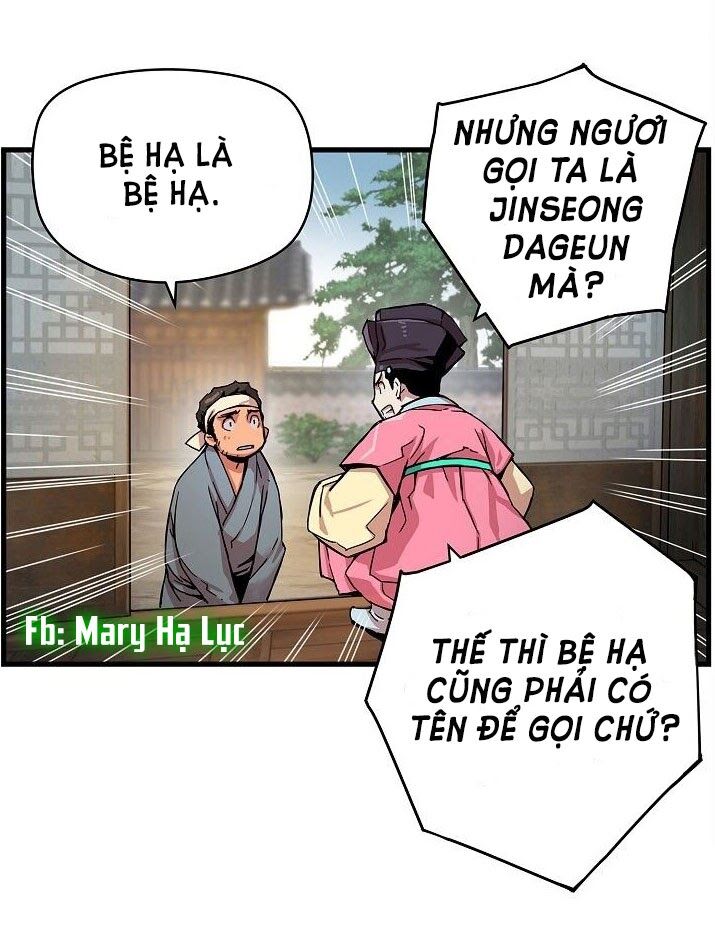 BỆ HẠ LÀ
BỆ HẠ.
NHƯNG NGƯƠI
GỌI TA LÀ
JINSEONG
DAGEUN
MÀ?
Fb: Mary Hạ Lục
THẾ THÌ BỆ HẠ
CŨNG PHẢI CÓ
TÊN ĐỂ GỌI CHỨ?